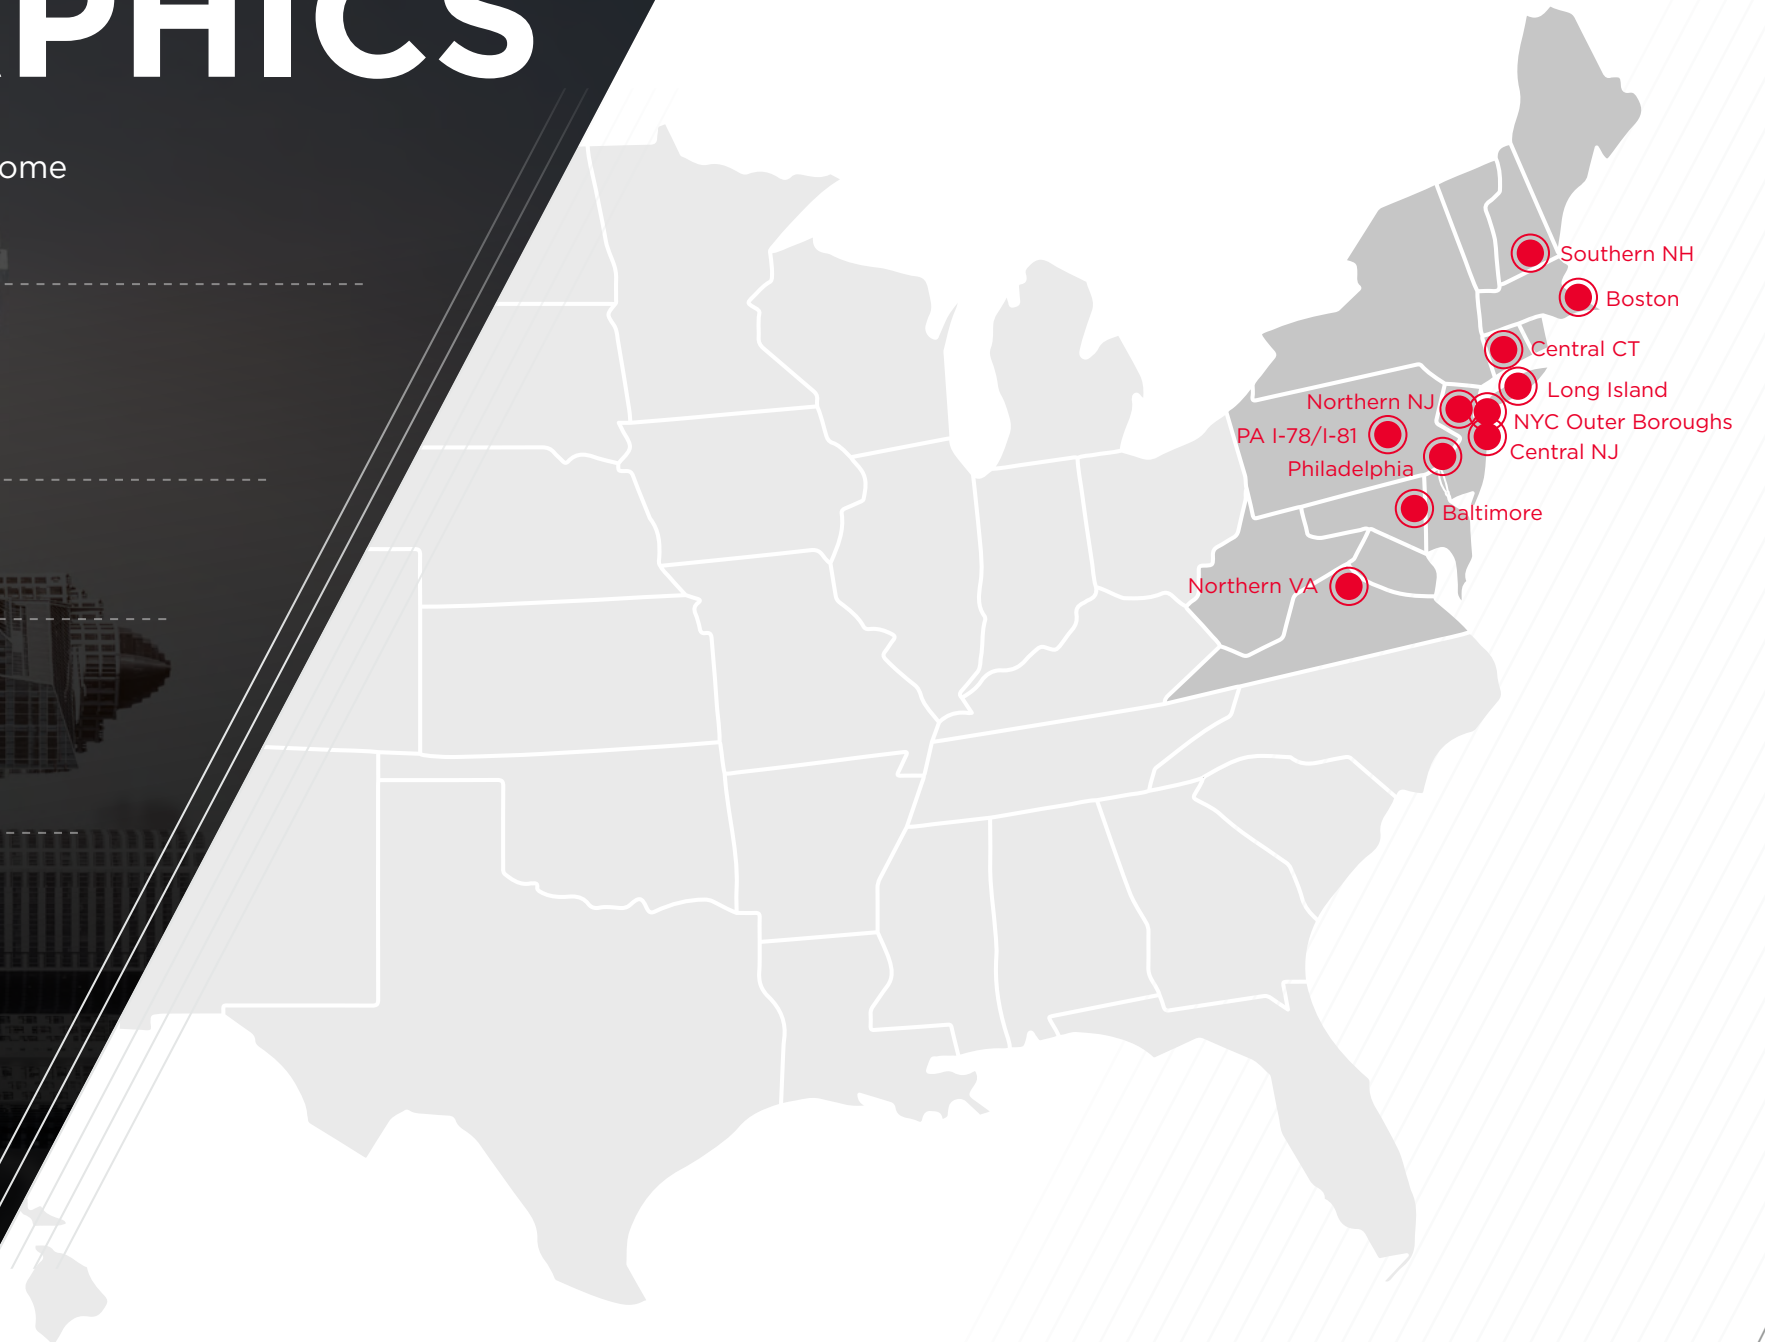 PHICS
ome
Southern NH
Boston
Central CT
Long Island
Northern NJ
NYC Outer Boroughs
PA I-78/I-81
Central NJ
Philadelphia
Baltimore
Northern VA